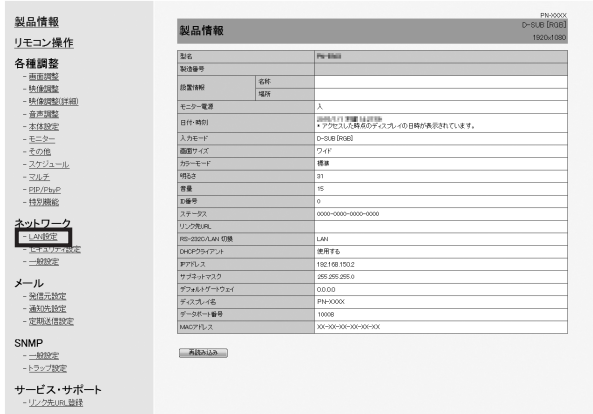 製品情報
リモコン操作
各種調整
- 画面調整
- 映像調整
- 映像調整(詳細)
- 音声調整
- 本体設定
- モニター
- その他
- スケジュール
- マルチ
- PIP/PbyP
- 特別機能
ネットワーク
- LAN設定
- セキュリティ設定
- 一般設定
メール
- 発信元設定
- 通知先設定
- 定期送信設定
SNMP
- 一般設定
- トラップ設定
サービス・サポート
- リンク先URL登録
PN-XXXX
製品情報
D-SUB [RGB]
1920x1080
型名
製造番号
設置情報
名称
場所
モニター電源 入
日付・時刻
* アクセスした時点のディスプレイの日時が表示されています。
入力モード D-SUB [RGB]
画面サイズ ワイド
カラーモード 標準
明るさ 31
音量 15
ID番号 0
ステータス 0000-0000-0000-0000
リンク先URL
RS-232C/LAN 切換 LAN
DHCPクライアント 使用する
IPアドレス 192.168.150.2
サブネットマスク 255.255.255.0
デフォルトゲートウェイ 0.0.0.0
ディスプレイ名 PN-XXXX
データポート番号 10008
MACアドレス XX-XX-XX-XX-XX-XX
再読み込み